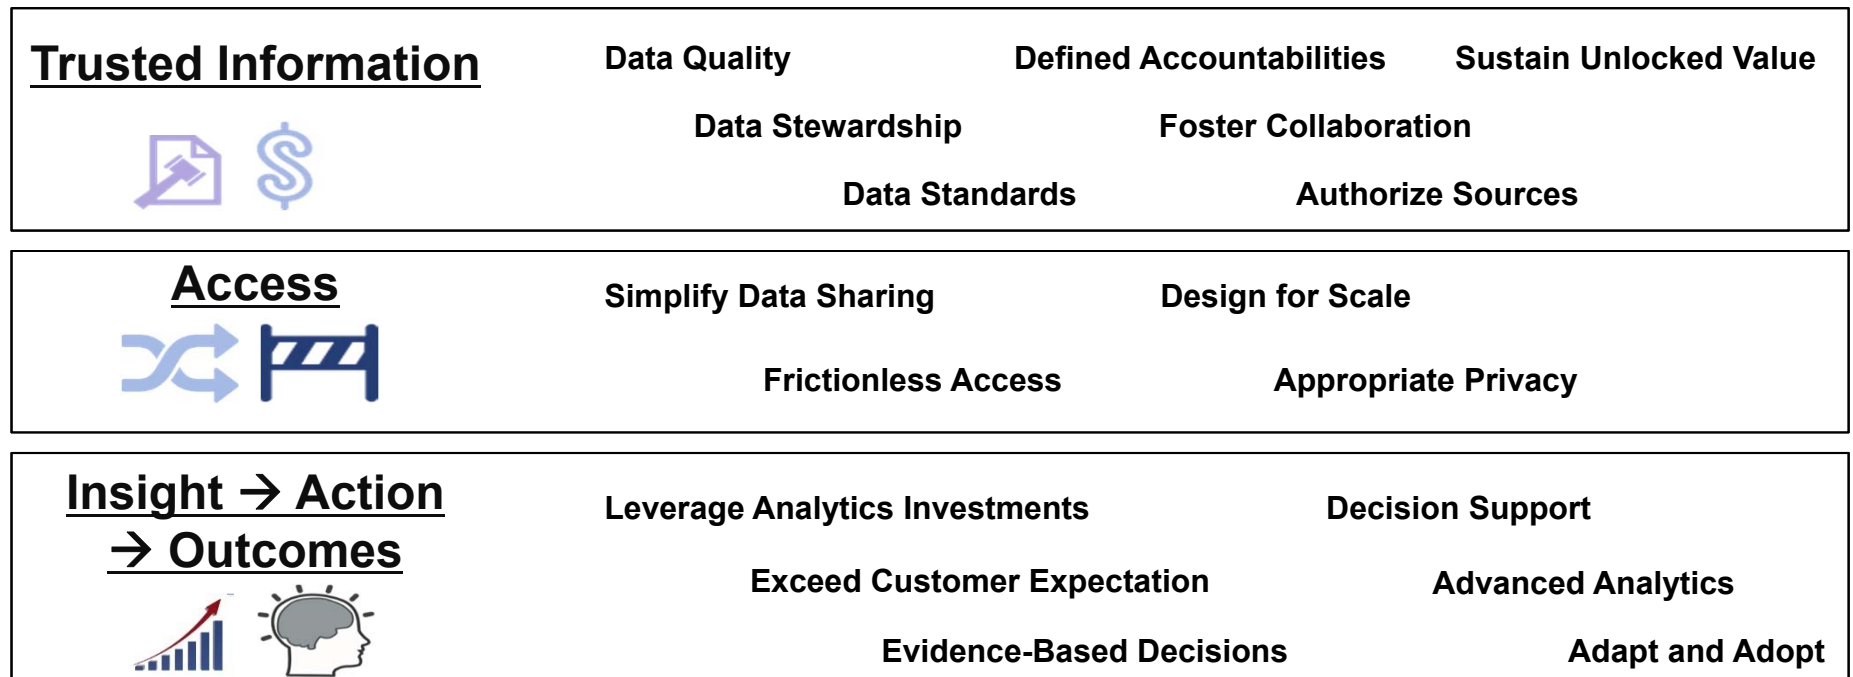 Trusted Information
Data Quality
Defined Accountabilities
Sustain Unlocked Value
Data Stewardship
Foster Collaboration
Data Standards
Authorize Sources
Access
Simplify Data Sharing
Design for Scale
Frictionless Access
Appropriate Privacy
Insight → Action
→ Outcomes
Leverage Analytics Investments
Decision Support
Exceed Customer Expectation
Advanced Analytics
Evidence-Based Decisions
Adapt and Adopt